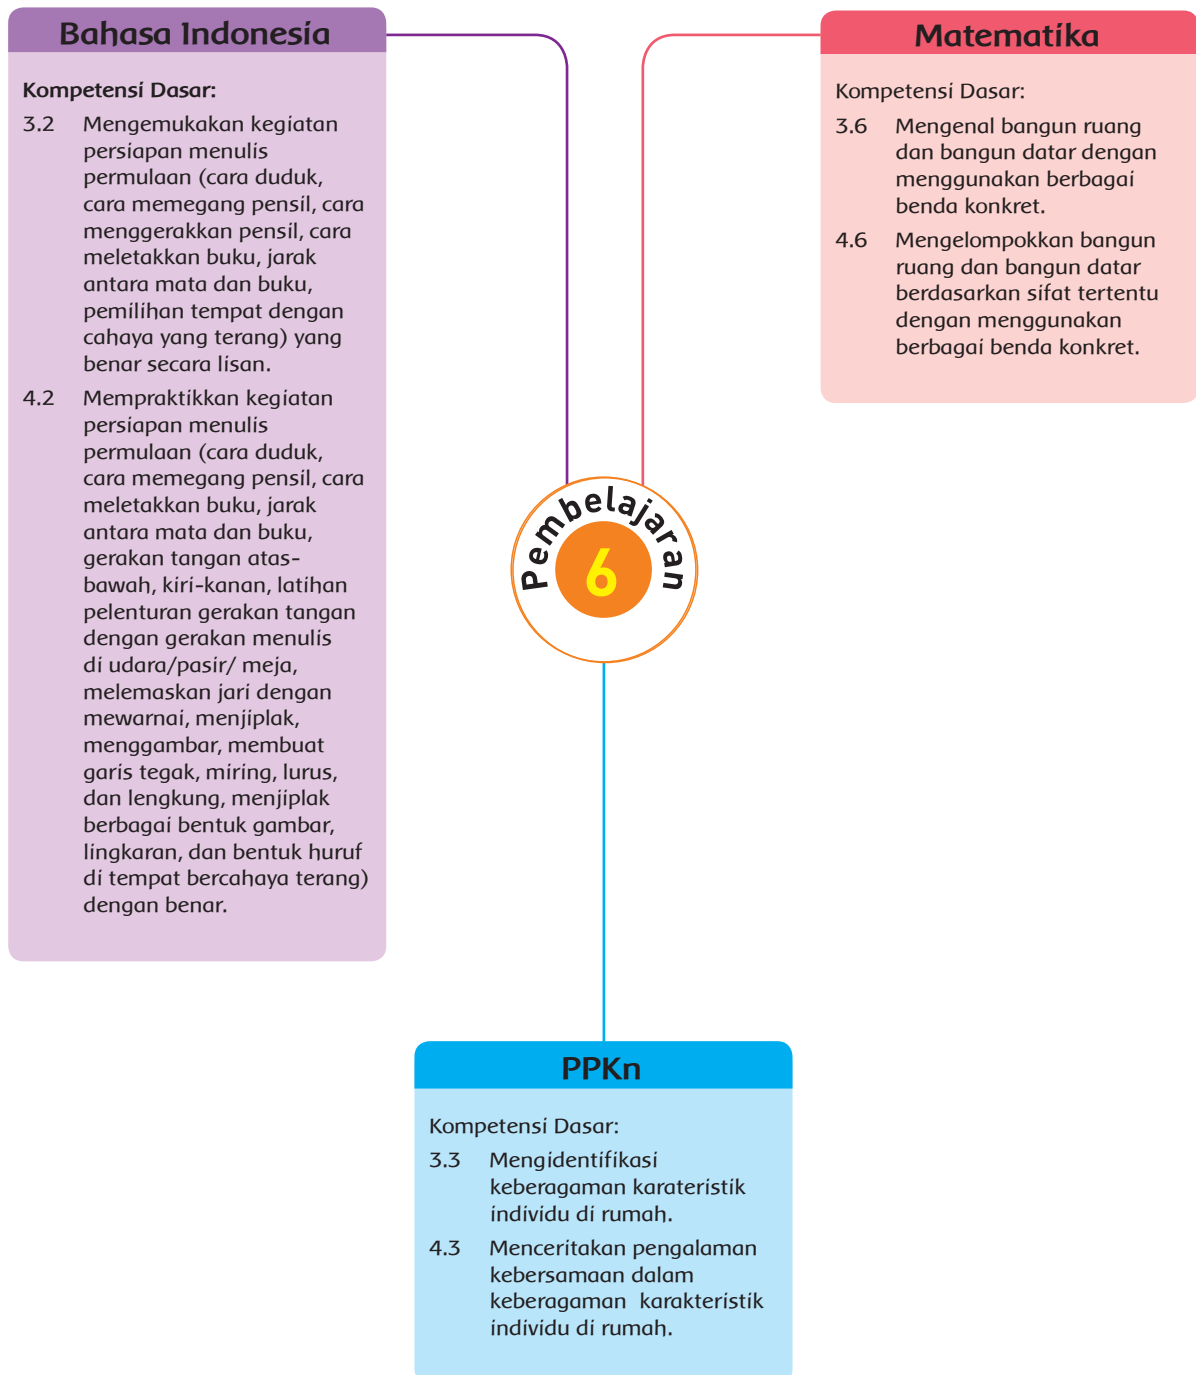 Bahasa Indonesia
Kompetensi Dasar:
3.2 Mengemukakan kegiatan
persiapan menulis
permulaan (cara duduk,
cara memegang pensil, cara
menggerakkan pensil, cara
meletakkan buku, jarak
antara mata dan buku,
pemilihan tempat dengan
cahaya yang terang) yang
benar secara lisan.
4.2 Mempraktikkan kegiatan
persiapan menulis
permulaan (cara duduk,
cara memegang pensil, cara
meletakkan buku, jarak
antara mata dan buku,
gerakan tangan atas-
bawah, kiri-kanan, latihan
pelenturan gerakan tangan
dengan gerakan menulis
di udara/pasir/ meja,
melemaskan jari dengan
mewarnai, menjiplak,
menggambar, membuat
garis tegak, miring, lurus,
dan lengkung, menjiplak
berbagai bentuk gambar,
lingkaran, dan bentuk huruf
di tempat bercahaya terang)
dengan benar.
Matematika
Kompetensi Dasar:
3.6 Mengenal bangun ruang
dan bangun datar dengan
menggunakan berbagai
benda konkret.
4.6 Mengelompokkan bangun
ruang dan bangun datar
berdasarkan sifat tertentu
dengan menggunakan
berbagai benda konkret.
Pembelajaran
6
PPKn
Kompetensi Dasar:
3.3 Mengidentifikasi
keberagaman karateristik
individu di rumah.
4.3 Menceritakan pengalaman
kebersamaan dalam
keberagaman karakteristik
individu di rumah.